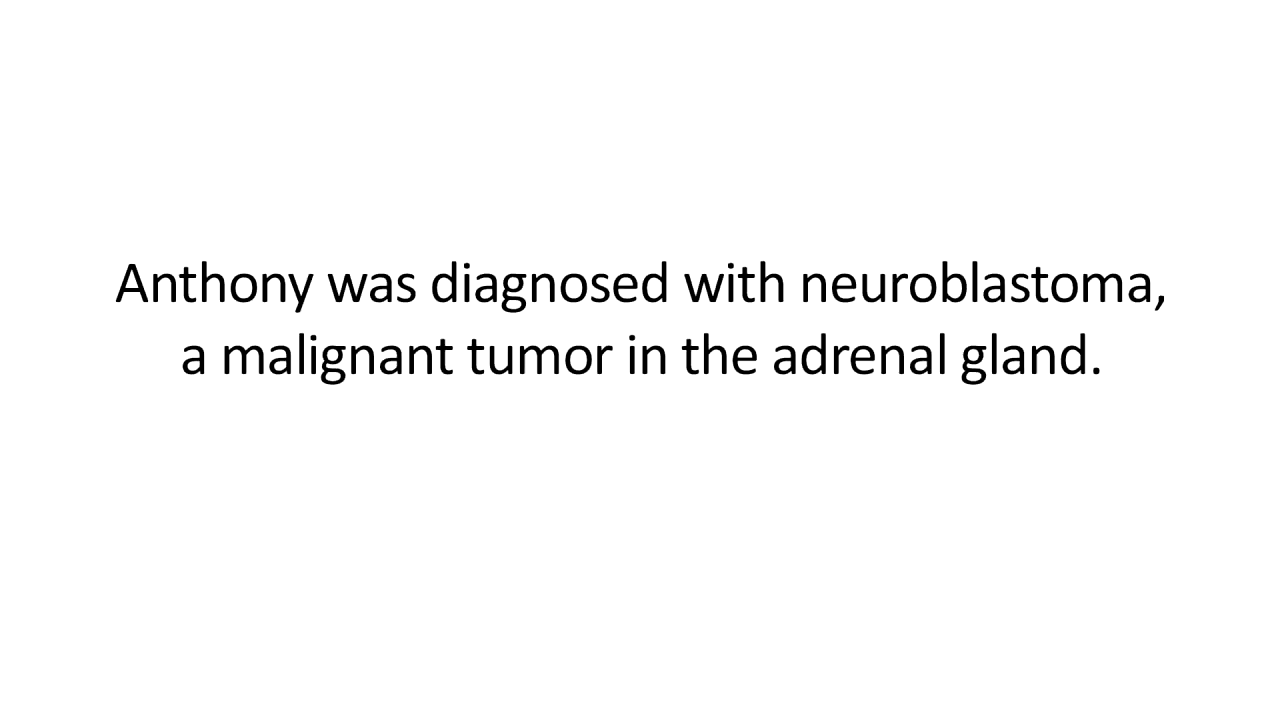 Anthony was diagnosed with neuroblastoma,
a malignant tumor in the adrenal gland.